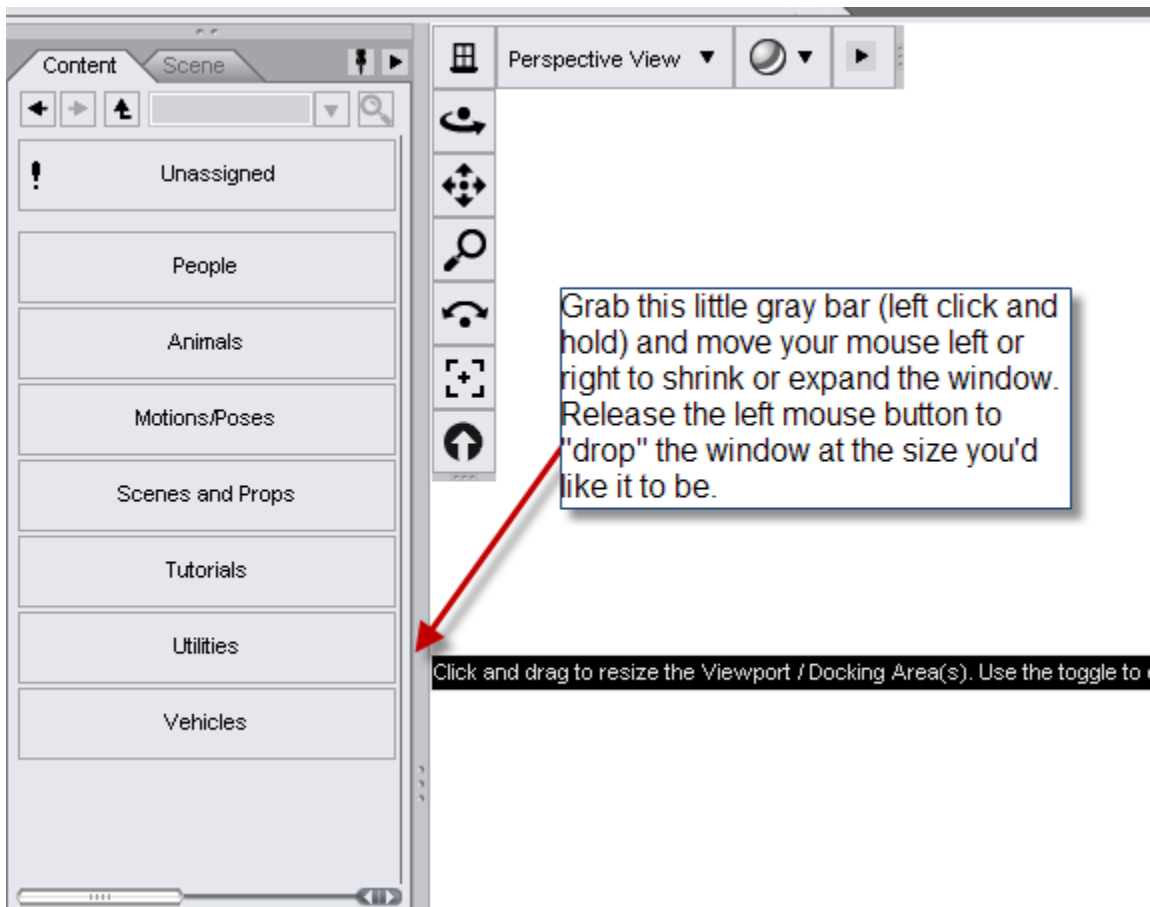 Content Scene
Perspective View
Unassigned
People
Animals
Motions/Poses
Scenes and Props
Tutorials
Utilities
Vehicles
Grab this little gray bar (left click and
hold) and move your mouse left or
right to shrink or expand the window.
Release the left mouse button to
"drop" the window at the size you'd
like it to be.
Click and drag to resize the Viewport / Docking Area(s). Use the toggle to